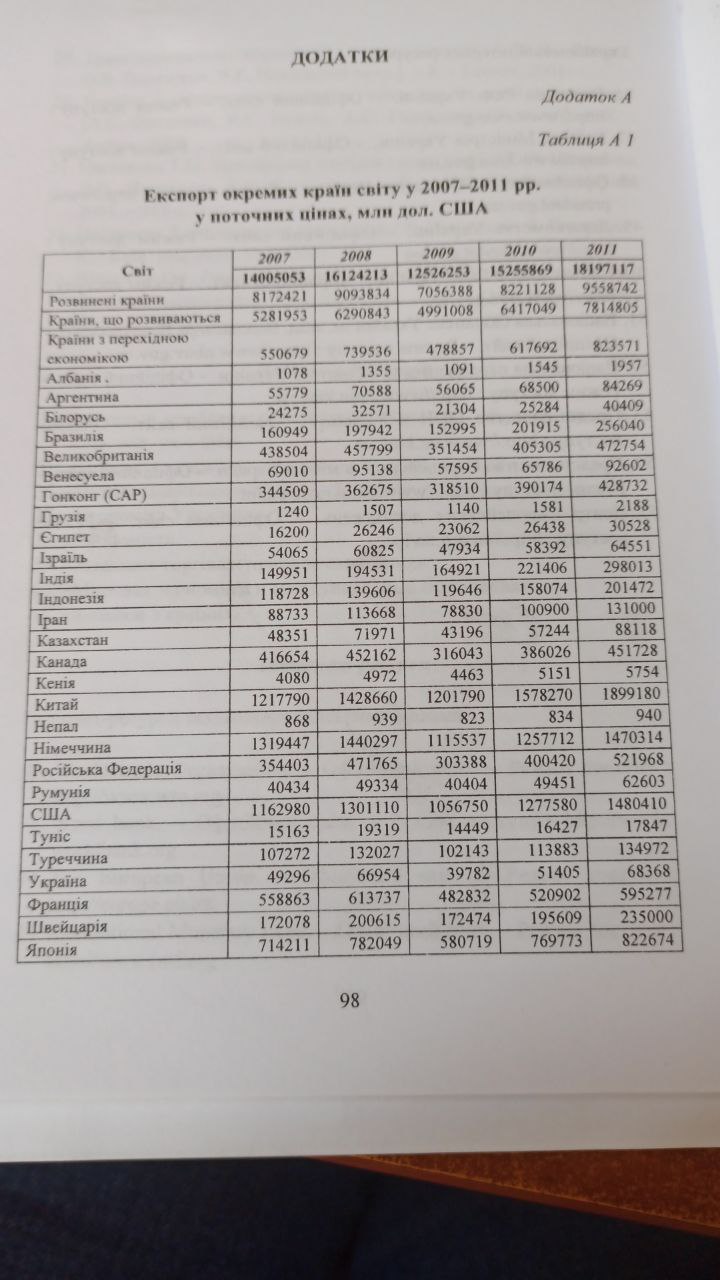 ДОДАТКИ
Додаток А
Таблиця А 1
Експорт окремих країн світу у 2007–2011 рр.
у поточних цінах, млн дол. США
Світ 2007 2008 2009 2010 2011
14005053 16124213 12526253 15255869 18197117
Розвинені країни 8172421 9093834 7056388 8221128 9558742
Країни, що розвиваються 5281953 6290843 4991008 6417049 7814805
Країни з перехідною
економікою 550679 739536 478857 617692 823571
Албанія . 1078 1355 1091 1545 1957
Аргентина 55779 70588 56065 68500 84269
Білорусь 24275 32571 21304 25284 40409
Бразилія 160949 197942 152995 201915 256040
Великобританія 438504 457799 351454 405305 472754
Венесуела 69010 95138 57595 65786 92602
Гонконг (САР) 344509 362675 318510 390174 428732
Грузія 1240 1507 1140 1581 2188
Єгипет 16200 26246 23062 26438 30528
Ізраїль 54065 60825 47934 58392 64551
Індія 149951 194531 164921 221406 298013
Індонезія 118728 139606 119646 158074 201472
Іран 88733 113668 78830 100900 131000
Казахстан 48351 71971 43196 57244 88118
Канада 416654 452162 316043 386026 451728
Кенія 4080 4972 4463 5151 5754
Китай 1217790 1428660 1201790 1578270 1899180
Непал 868 939 823 834 940
Німеччина 1319447 1440297 1115537 1257712 1470314
Російська Федерація 354403 471765 303388 400420 521968
Румунія 40434 49334 40404 49451 62603
США 1162980 1301110 1056750 1277580 1480410
Туніс 15163 19319 14449 16427 17847
Туреччина 107272 132027 102143 113883 134972
Україна 49296 66954 39782 51405 68368
Франція 558863 613737 482832 520902 595277
Швейцарія 172078 200615 172474 195609 235000
Японія 714211 782049 580719 769773 822674
98